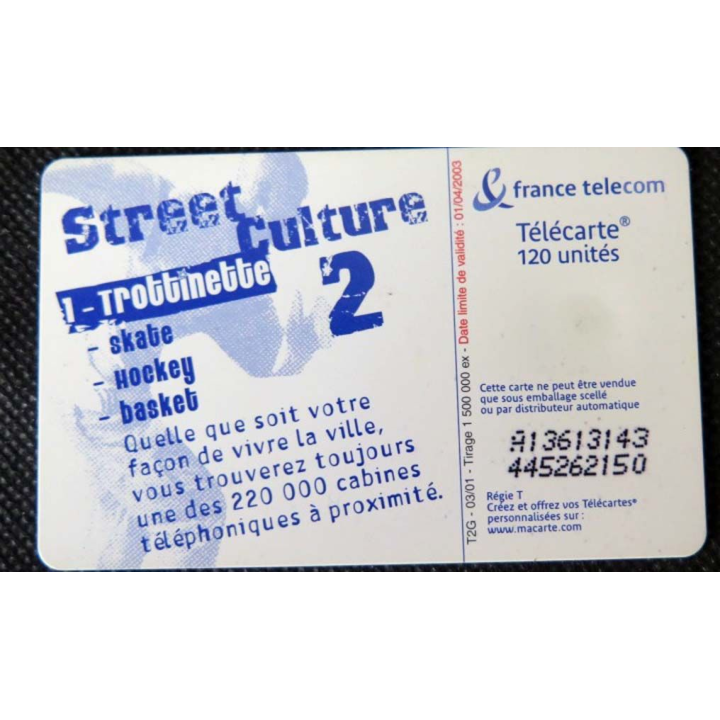 Street
Culture
2
1 - Trottinette
- Skate
- Hockey
- basket
Quelle que soit votre
façon de vivre la ville,
vous trouverez toujours
une des 220 000 cabines
téléphoniques à proximité.
T2G - 03/01 - Tirage 1 500 000 ex - Date limite de validité : 01/04/2003
france telecom
Télécarte®
120 unités
Cette carte ne peut être vendue
que sous emballage scellé
ou par distributeur automatique
A13613143
445262150
Régie T
Créez et offrez vos Télécartes*
personnalisées sur :
www.macarte.com